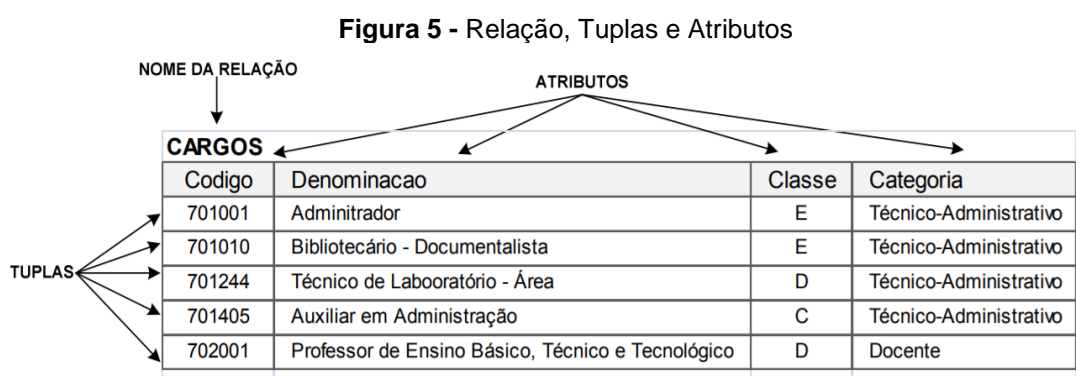 Figura 5 - Relação, Tuplas e Atributos
NOME DA RELAÇÃO
ATRIBUTOS
CARGOS
Codigo Denominacao Classe Categoria
701001 Adminitrador E Técnico-Administrativo
701010 Bibliotecário - Documentalista E Técnico-Administrativo
TUPLAS
701244 Técnico de Labooratório - Área D Técnico-Administrativo
701405 Auxiliar em Administração C Técnico-Administrativo
702001 Professor de Ensino Básico, Técnico e Tecnológico D Docente